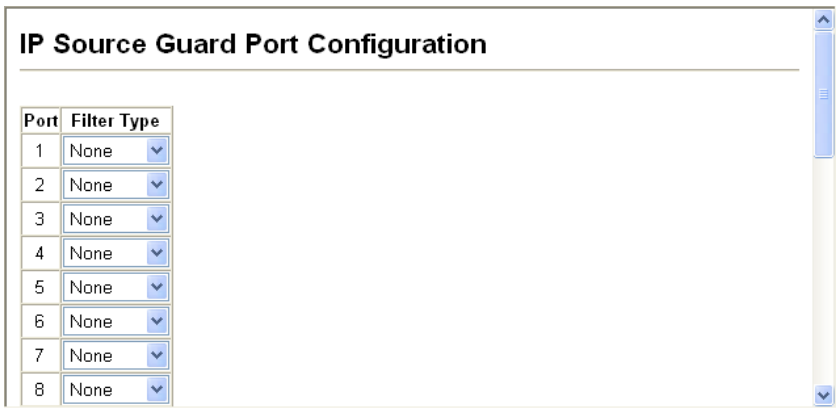 IP Source Guard Port Configuration
Port Filter Type
1 None
2 None
3 None
4 None
5 None
6 None
7 None
8 None